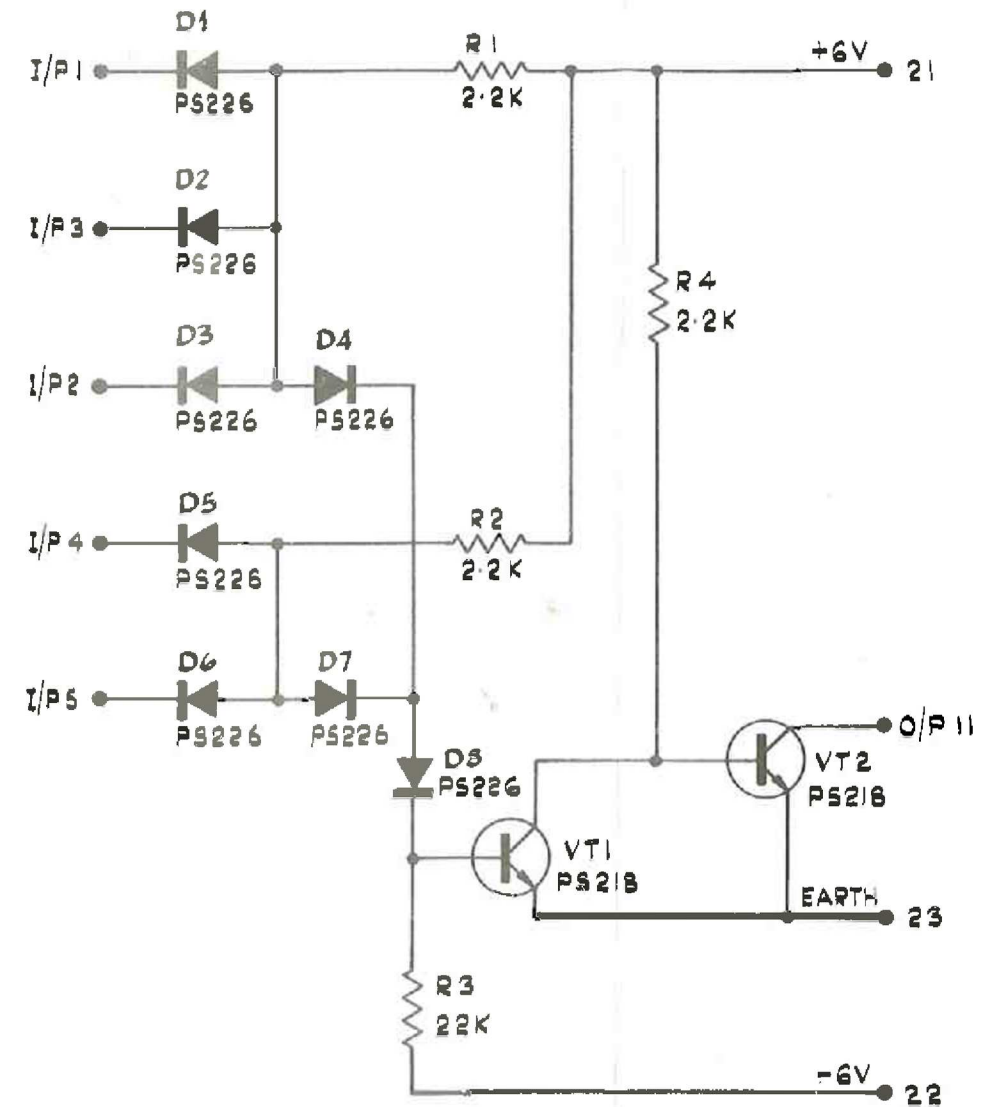 D1
I/P1
PS226
R1
2·2K
+6V
21
D2
I/P3
PS226
R4
2·2K
D3
D4
I/P2
PS226
PS226
D5
R2
I/P4
PS226
2·2K
D6
D7
I/P5
PS226
PS226
O/P 11
D8
PS226
VT2
PS218
VT1
PS218
EARTH
23
R3
22K
-6V
22